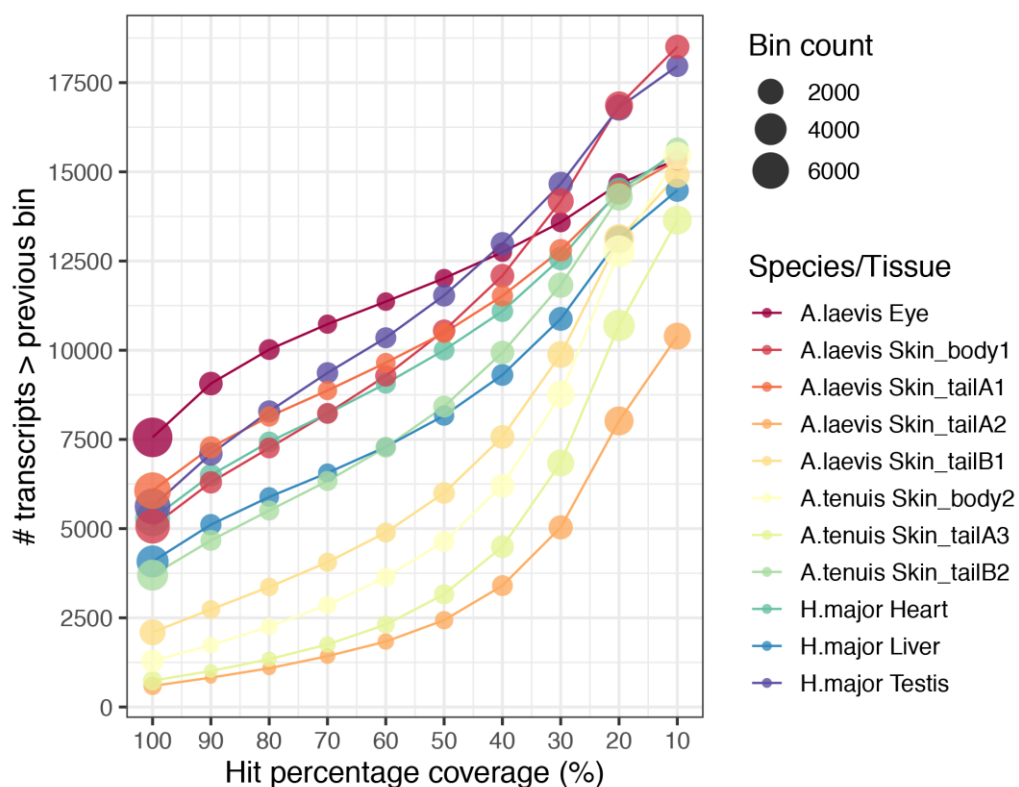 # transcripts > previous bin
17500
15000
12500
10000
7500
5000
2500
0
100 90 80 70 60 50 40 30 20 10
Hit percentage coverage (%)
Bin count
2000
4000
6000
Species/Tissue
A.laevis Eye
A.laevis Skin_body1
A.laevis Skin_tailA1
A.laevis Skin_tailA2
A.laevis Skin_tailB1
A.tenuis Skin_body2
A.tenuis Skin_tailA3
A.tenuis Skin_tailB2
H.major Heart
H.major Liver
H.major Testis